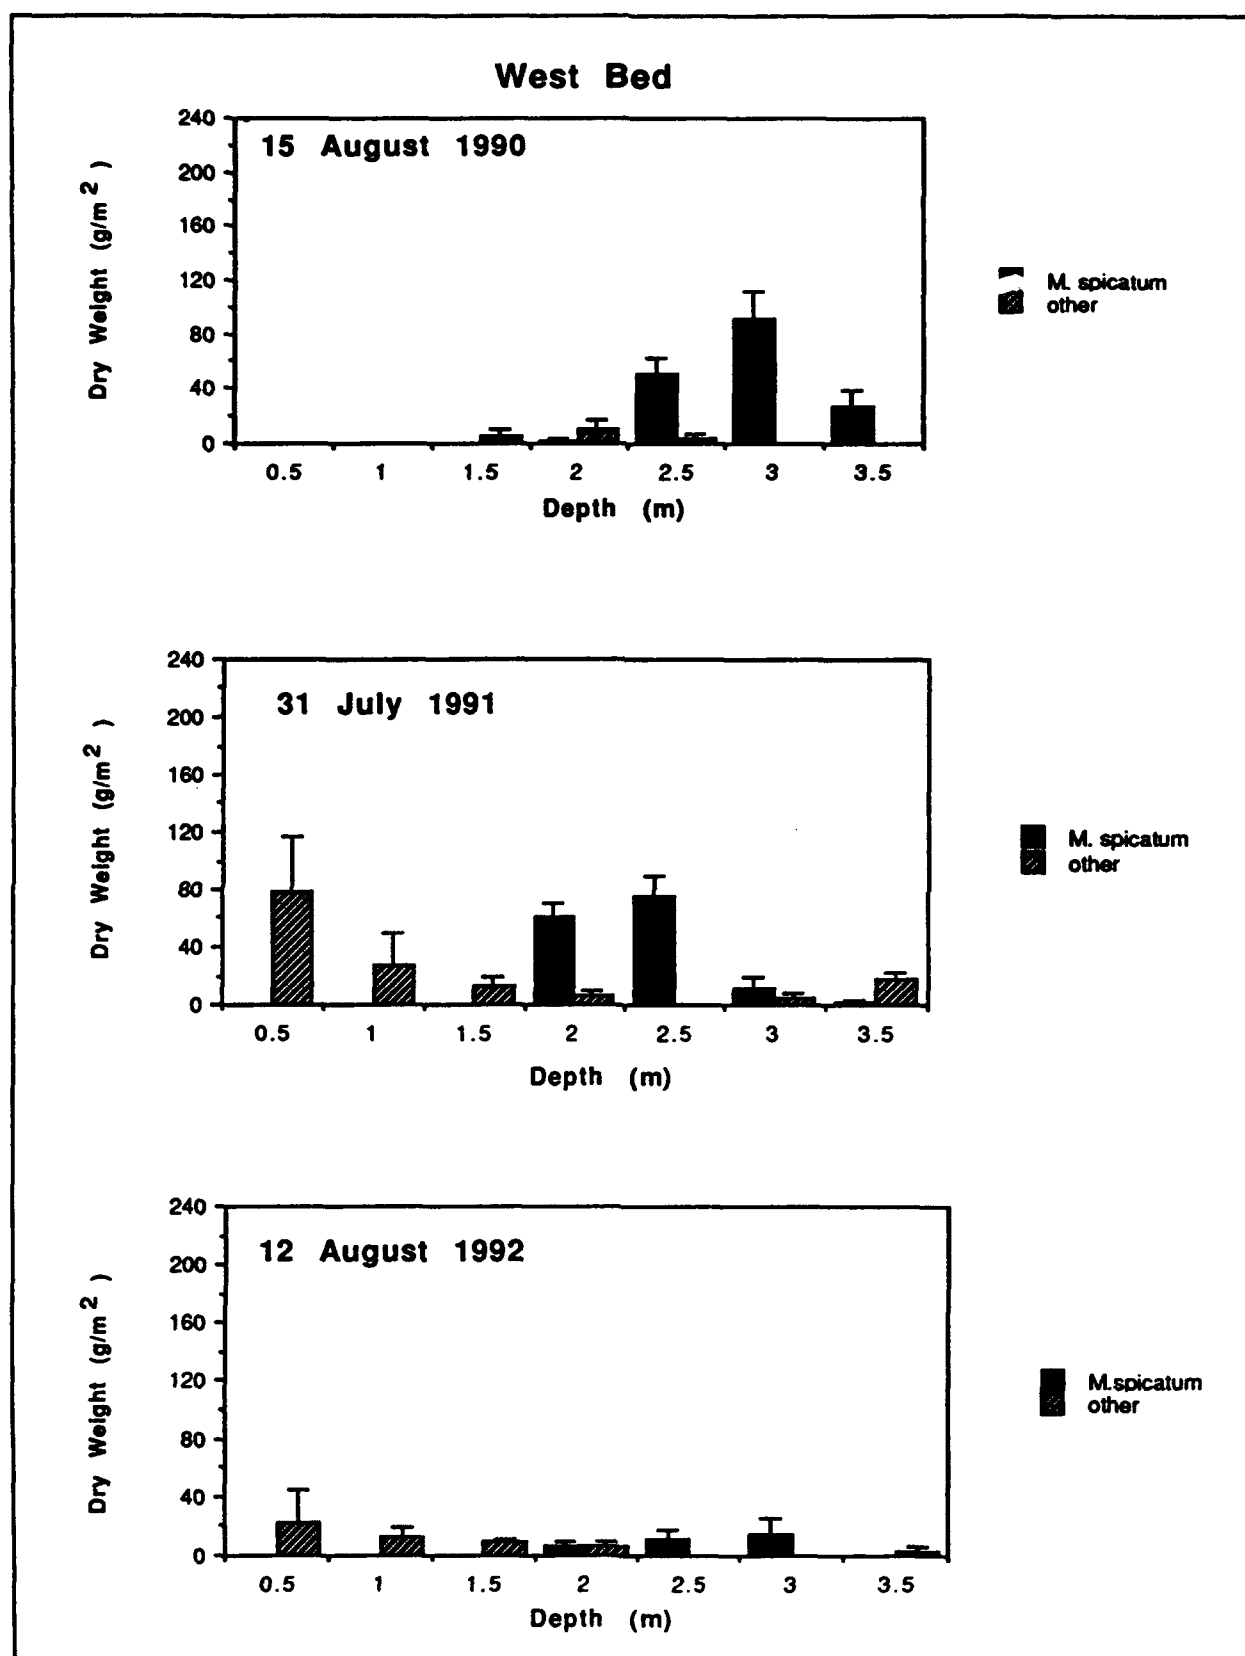 West Bed
15 August 1990
240
200
160
120
80
40
0
Dry Weight (g/m2)
0.5 1 1.5 2 2.5 3 3.5
Depth (m)
M. spicatum
other
31 July 1991
240
200
160
120
80
40
0
Dry Weight (g/m2)
0.5 1 1.5 2 2.5 3 3.5
Depth (m)
M. spicatum
other
12 August 1992
240
200
160
120
80
40
0
Dry Weight (g/m2)
0.5 1 1.5 2 2.5 3 3.5
Depth (m)
M.spicatum
other